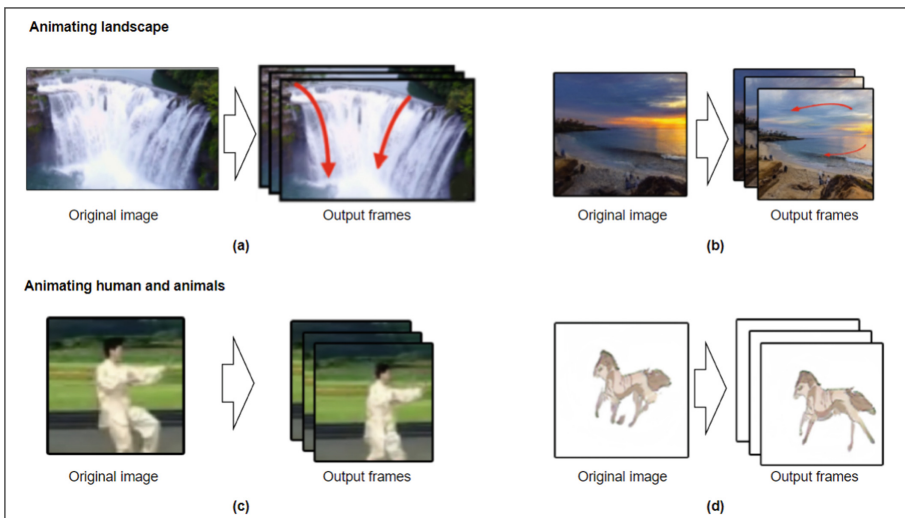 Animating landscape
Original image
Output frames
(a)
Original image
Output frames
(b)
Animating human and animals
Original image
Output frames
(c)
Original image
Output frames
(d)